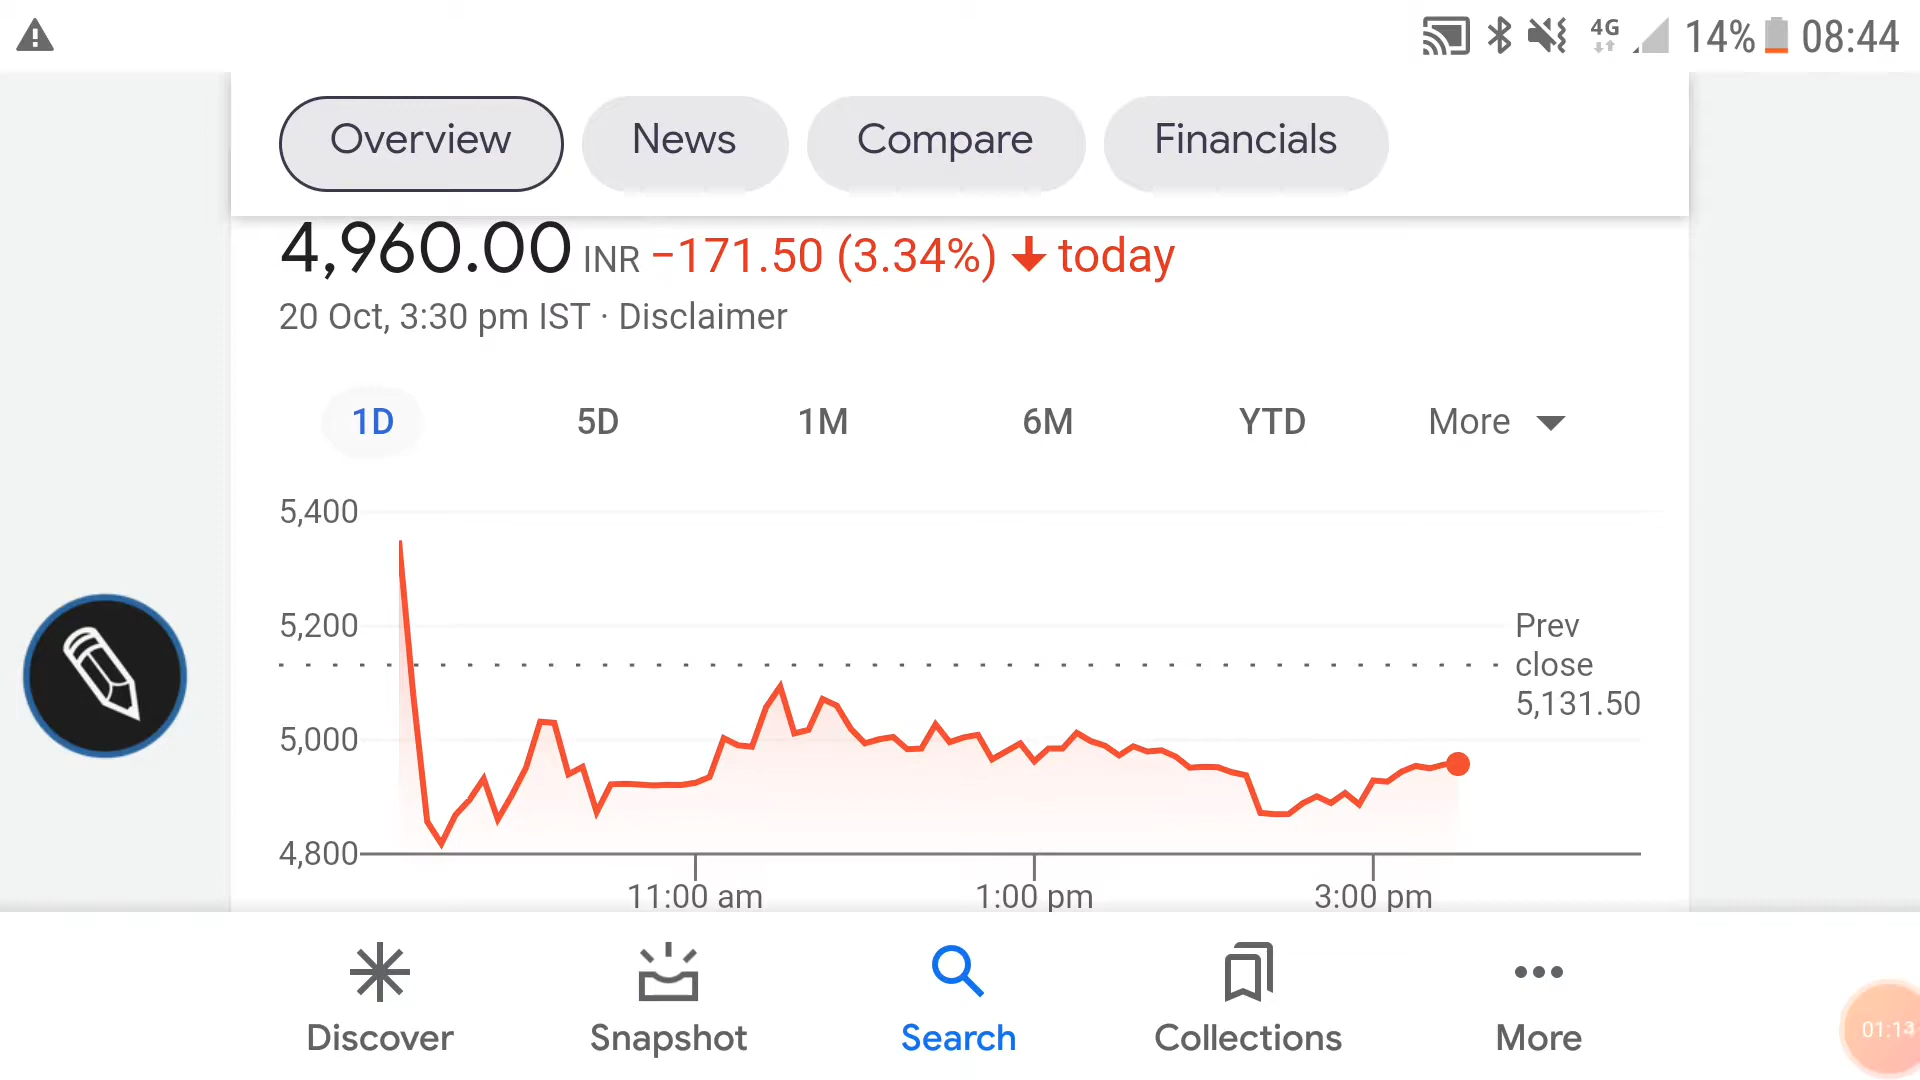 4G 14% 08:44
Overview News Compare Financials
4,960.00 INR −171.50 (3.34%) today
20 Oct, 3:30 pm IST · Disclaimer
1D 5D 1M 6M YTD More
5,400
5,200
Prev
close
5,131.50
5,000
4,800
11:00 am 1:00 pm 3:00 pm
Discover Snapshot Search Collections More
01:13